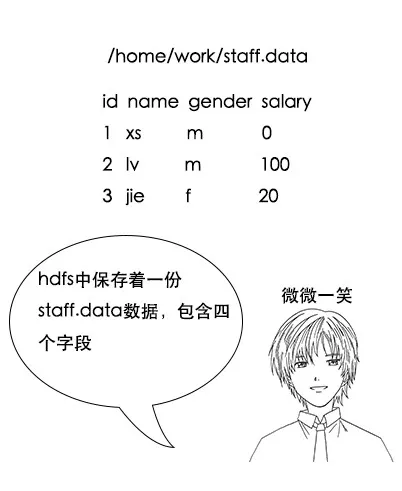 /home/work/staff.data
id name gender salary
1 xs m 0
2 lv m 100
3 jie f 20
hdfs中保存着一份
staff.data数据，包含四
个字段
微微一笑